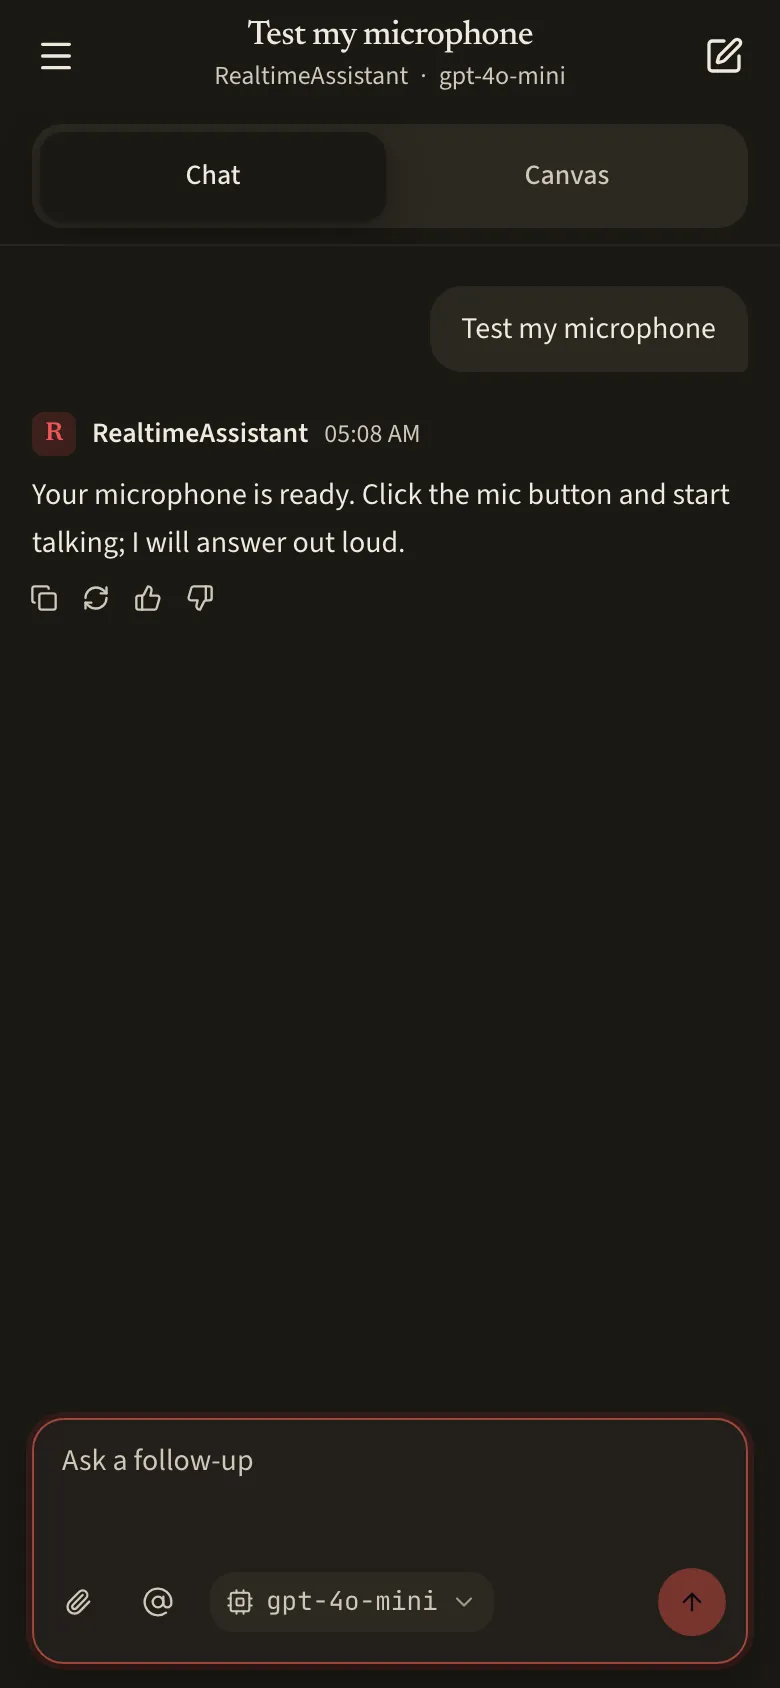 Test my microphone
RealtimeAssistant · gpt-4o-mini
Chat
Canvas
Test my microphone
R RealtimeAssistant 05:08 AM
Your microphone is ready. Click the mic button and start
talking; I will answer out loud.
Ask a follow-up
gpt-4o-mini